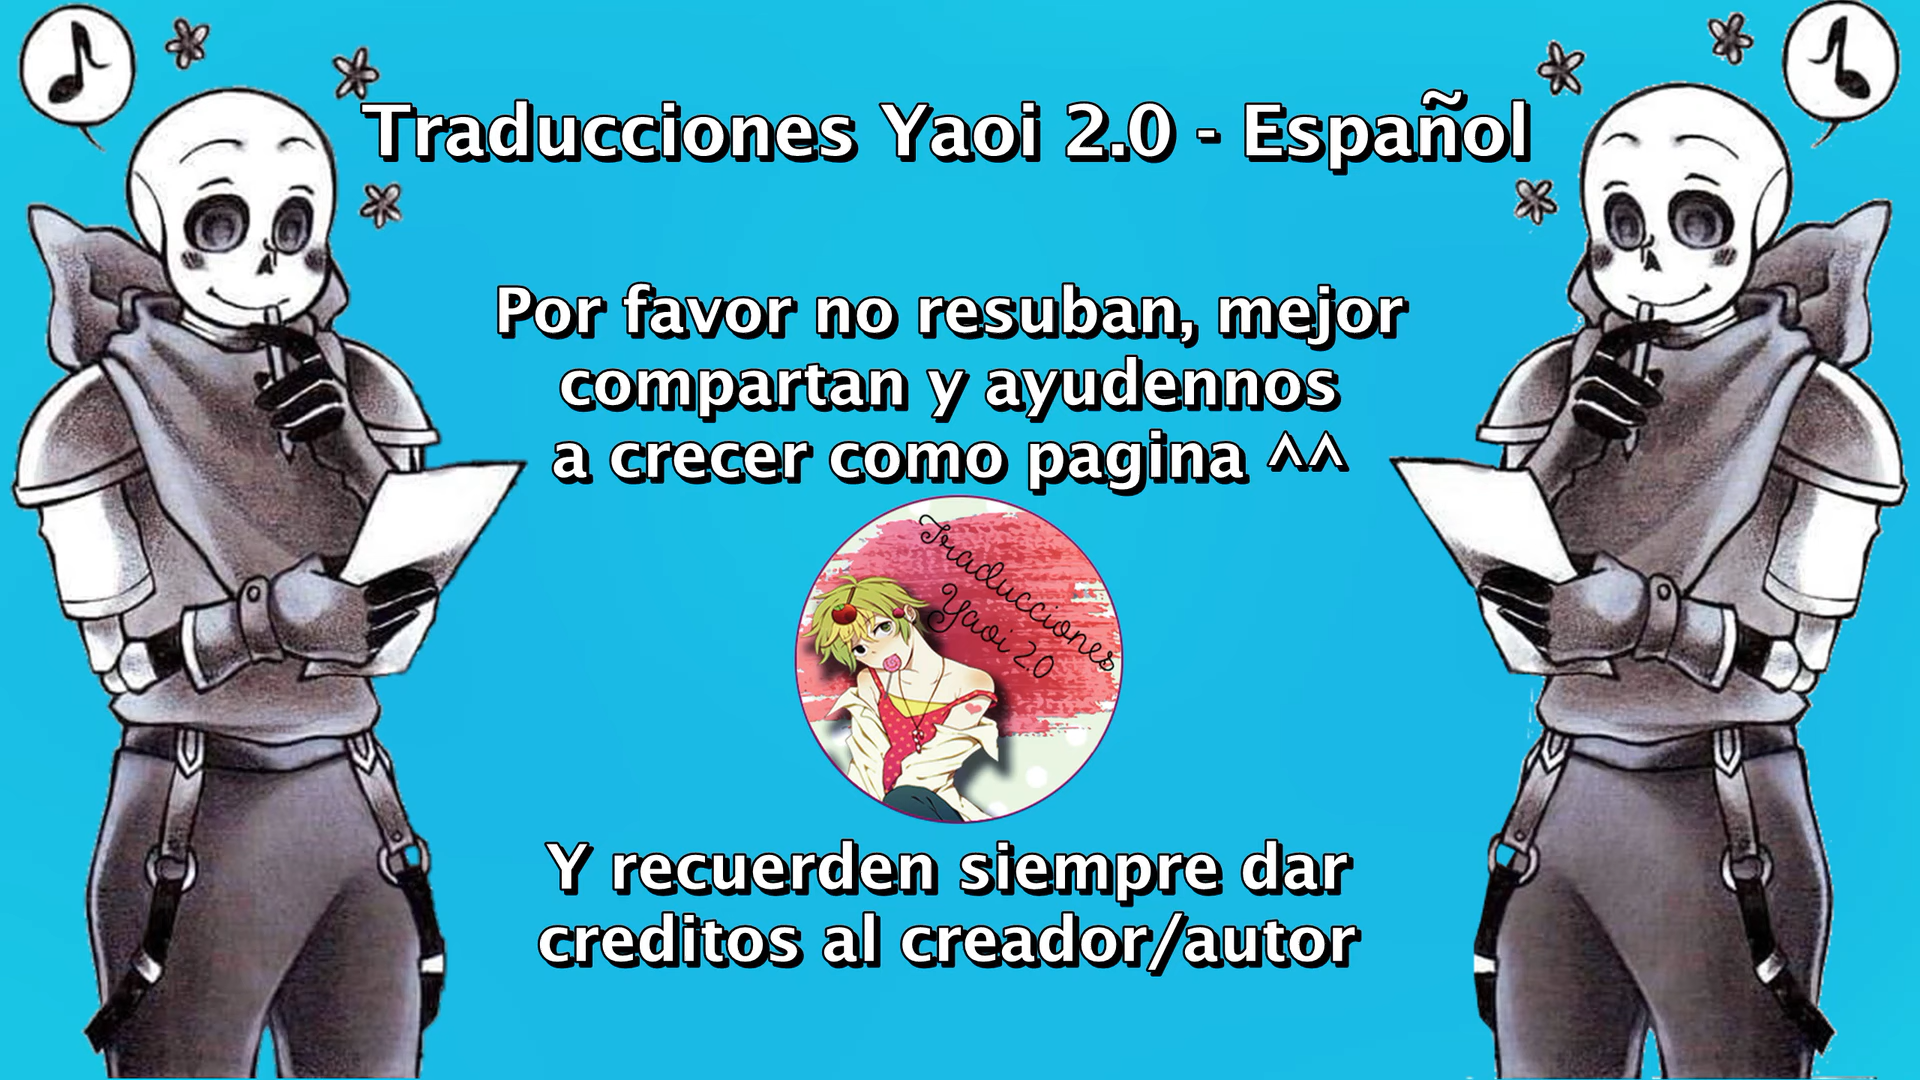 Traducciones Yaoi 2.0 - Español
Por favor no resuban, mejor
compartan y ayudennos
a crecer como pagina ^^
Traducciones
Yaoi 2.0
Y recuerden siempre dar
creditos al creador/autor